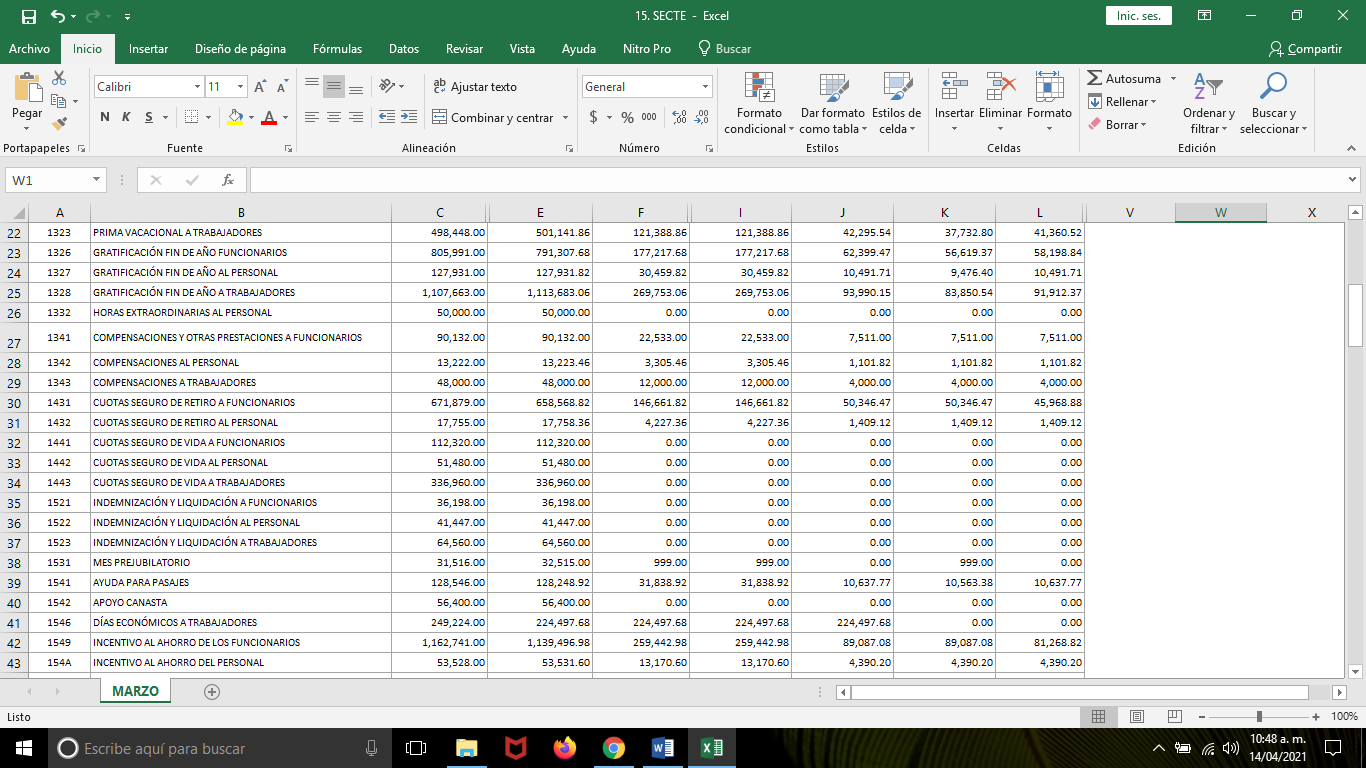 15. SECTE - Excel
Inic. ses.
Archivo Inicio Insertar Diseño de página Fórmulas Datos Revisar Vista Ayuda Nitro Pro Buscar Compartir
Pegar
Calibri 11
N K S
Ajustar texto
Combinar y centrar
General
$ % 000
Formato condicional
Dar formato como tabla
Estilos de celda
Insertar Eliminar Formato
Autosuma
Rellenar
Borrar
Ordenar y filtrar
Buscar y seleccionar
Portapapeles Fuente Alineación Número Estilos Celdas Edición
W1 fx
A B C E F I J K L V W X
22 1323 PRIMA VACACIONAL A TRABAJADORES 498,448.00 501,141.86 121,388.86 121,388.86 42,295.54 37,732.80 41,360.52
23 1326 GRATIFICACIÓN FIN DE AÑO FUNCIONARIOS 805,991.00 791,307.68 177,217.68 177,217.68 62,399.47 56,619.37 58,198.84
24 1327 GRATIFICACIÓN FIN DE AÑO AL PERSONAL 127,931.00 127,931.82 30,459.82 30,459.82 10,491.71 9,476.40 10,491.71
25 1328 GRATIFICACIÓN FIN DE AÑO A TRABAJADORES 1,107,663.00 1,113,683.06 269,753.06 269,753.06 93,990.15 83,850.54 91,912.37
26 1332 HORAS EXTRAORDINARIAS AL PERSONAL 50,000.00 50,000.00 0.00 0.00 0.00 0.00 0.00
27 1341 COMPENSACIONES Y OTRAS PRESTACIONES A FUNCIONARIOS 90,132.00 90,132.00 22,533.00 22,533.00 7,511.00 7,511.00 7,511.00
28 1342 COMPENSACIONES AL PERSONAL 13,222.00 13,223.46 3,305.46 3,305.46 1,101.82 1,101.82 1,101.82
29 1343 COMPENSACIONES A TRABAJADORES 48,000.00 48,000.00 12,000.00 12,000.00 4,000.00 4,000.00 4,000.00
30 1431 CUOTAS SEGURO DE RETIRO A FUNCIONARIOS 671,879.00 658,568.82 146,661.82 146,661.82 50,346.47 50,346.47 45,968.88
31 1432 CUOTAS SEGURO DE RETIRO AL PERSONAL 17,755.00 17,758.36 4,227.36 4,227.36 1,409.12 1,409.12 1,409.12
32 1441 CUOTAS SEGURO DE VIDA A FUNCIONARIOS 112,320.00 112,320.00 0.00 0.00 0.00 0.00 0.00
33 1442 CUOTAS SEGURO DE VIDA AL PERSONAL 51,480.00 51,480.00 0.00 0.00 0.00 0.00 0.00
34 1443 CUOTAS SEGURO DE VIDA A TRABAJADORES 336,960.00 336,960.00 0.00 0.00 0.00 0.00 0.00
35 1521 INDEMNIZACIÓN Y LIQUIDACIÓN A FUNCIONARIOS 36,198.00 36,198.00 0.00 0.00 0.00 0.00 0.00
36 1522 INDEMNIZACIÓN Y LIQUIDACIÓN AL PERSONAL 41,447.00 41,447.00 0.00 0.00 0.00 0.00 0.00
37 1523 INDEMNIZACIÓN Y LIQUIDACIÓN A TRABAJADORES 64,560.00 64,560.00 0.00 0.00 0.00 0.00 0.00
38 1531 MES PREJUBILATORIO 31,516.00 32,515.00 999.00 999.00 0.00 999.00 0.00
39 1541 AYUDA PARA PASAJES 128,546.00 128,248.92 31,838.92 31,838.92 10,637.77 10,563.38 10,637.77
40 1542 APOYO CANASTA 56,400.00 56,400.00 0.00 0.00 0.00 0.00 0.00
41 1546 DÍAS ECONÓMICOS A TRABAJADORES 249,224.00 224,497.68 224,497.68 224,497.68 224,497.68 0.00 0.00
42 1549 INCENTIVO AL AHORRO DE LOS FUNCIONARIOS 1,162,741.00 1,139,496.98 259,442.98 259,442.98 89,087.08 89,087.08 81,268.82
43 154A INCENTIVO AL AHORRO DEL PERSONAL 53,528.00 53,531.60 13,170.60 13,170.60 4,390.20 4,390.20 4,390.20
MARZO
Listo 100%
Escribe aquí para buscar
10:48 a. m.
14/04/2021